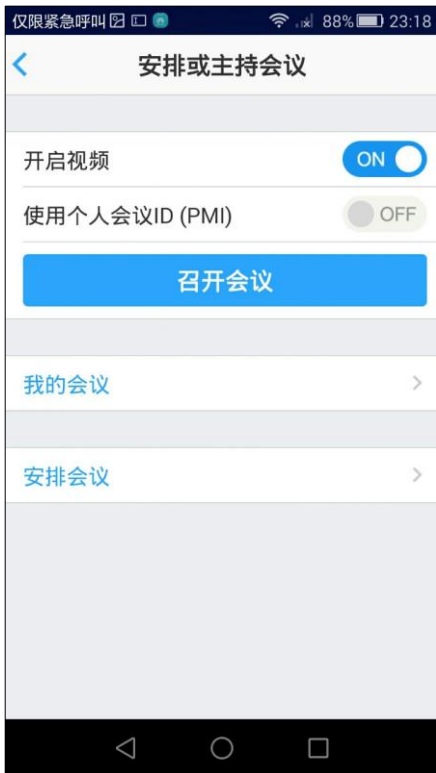 仅限紧急呼叫 88% 23:18
安排或主持会议
开启视频 ON
使用个人会议ID (PMI) OFF
召开会议
我的会议
安排会议